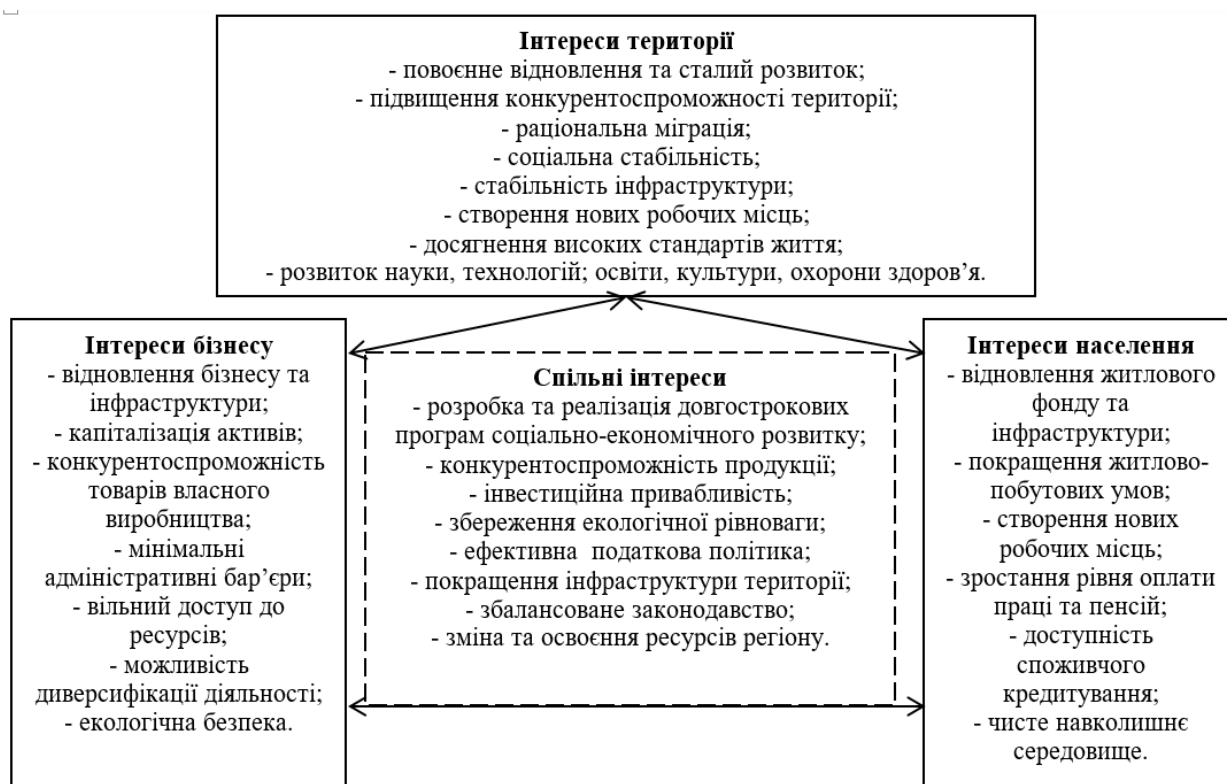 Інтереси території
- повоєнне відновлення та сталий розвиток;
- підвищення конкурентоспроможності території;
- раціональна міграція;
- соціальна стабільність;
- стабільність інфраструктури;
- створення нових робочих місць;
- досягнення високих стандартів життя;
- розвиток науки, технологій; освіти, культури, охорони здоров’я.
Інтереси бізнесу
- відновлення бізнесу та
інфраструктури;
- капіталізація активів;
- конкурентоспроможність
товарів власного
виробництва;
- мінімальні
адміністративні бар’єри;
- вільний доступ до
ресурсів;
- можливість
диверсифікації діяльності;
- екологічна безпека.
Спільні інтереси
- розробка та реалізація довгострокових
програм соціально-економічного розвитку;
- конкурентоспроможність продукції;
- інвестиційна привабливість;
- збереження екологічної рівноваги;
- ефективна податкова політика;
- покращення інфраструктури території;
- збалансоване законодавство;
- зміна та освоєння ресурсів регіону.
Інтереси населення
- відновлення житлового
фонду та
інфраструктури;
- покращення житлово-
побутових умов;
- створення нових
робочих місць;
- зростання рівня оплати
праці та пенсій;
- доступність
споживчого
кредитування;
- чисте навколишнє
середовище.